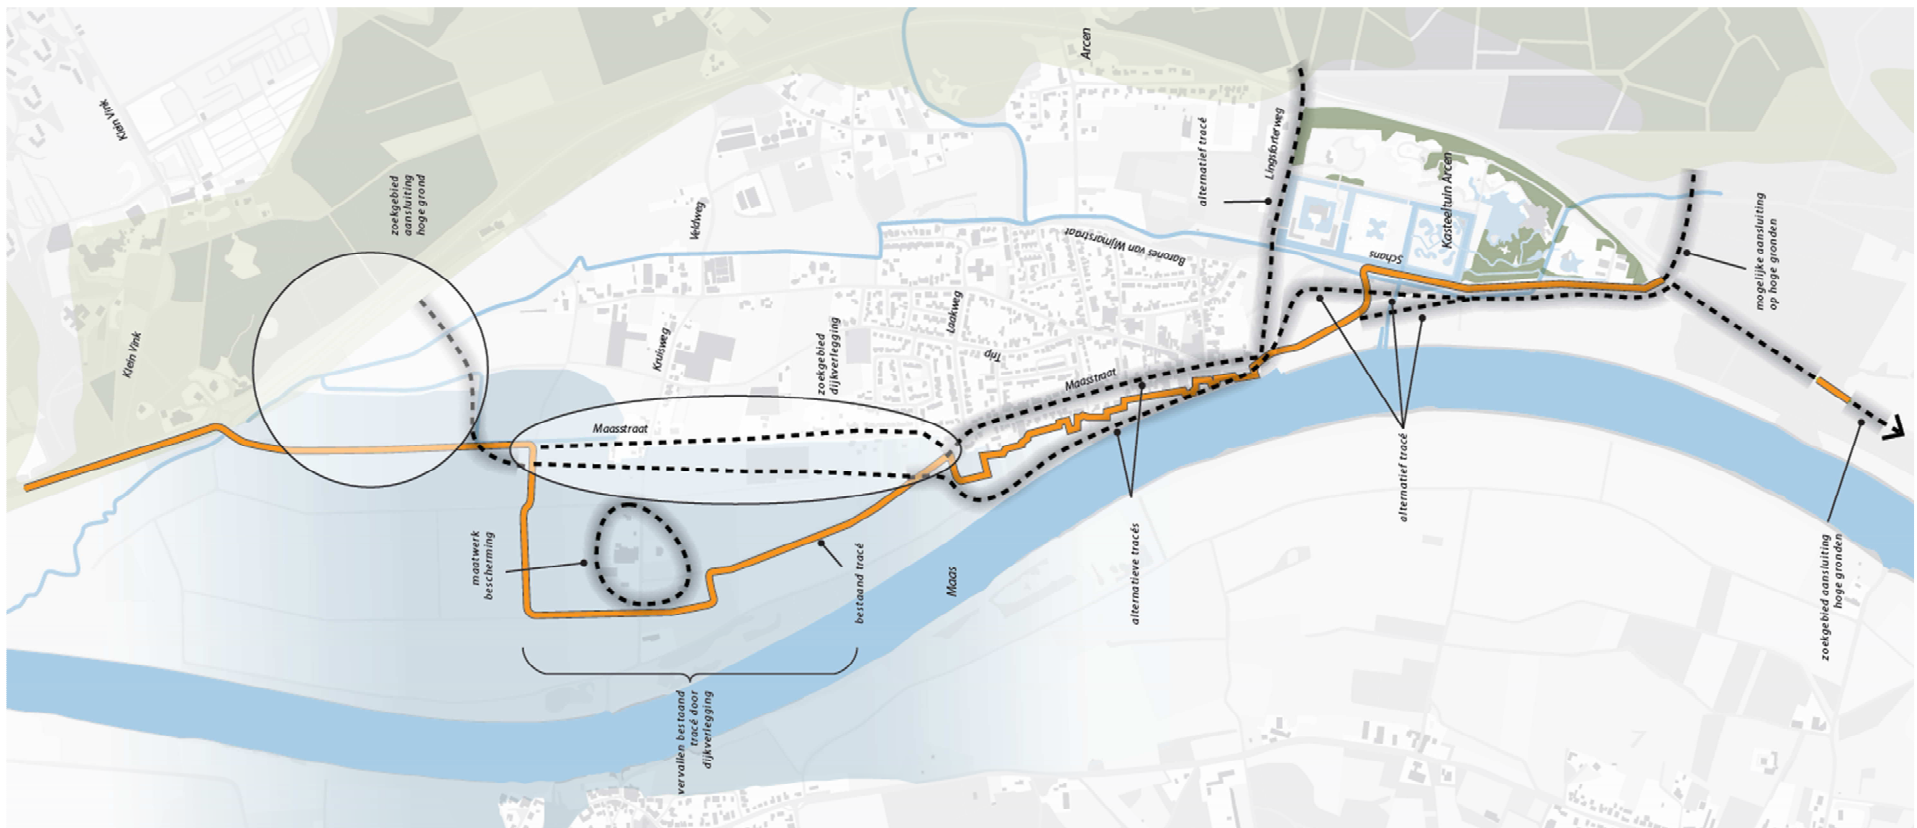 Klein Vink
zoekgebied
aansluiting
hoge grond
Klein Vink
Veldweg
Kruisweg
Maasstraat
zoekgebied
dijkverlegging
Laakweg
Trip
Maasstraat
Arcen
Barones van Wijmarstraat
alternatief tracé
Lingsforterweg
Kasteeltuin Arcen
Schans
mogelijke aansluiting
op hoge gronden
maatwerk
bescherming
bestaand tracé
vervallen bestaand
tracé door
dijkverlegging
Maas
alternatieve tracés
alternatief tracé
zoekgebied aansluiting
hoge gronden